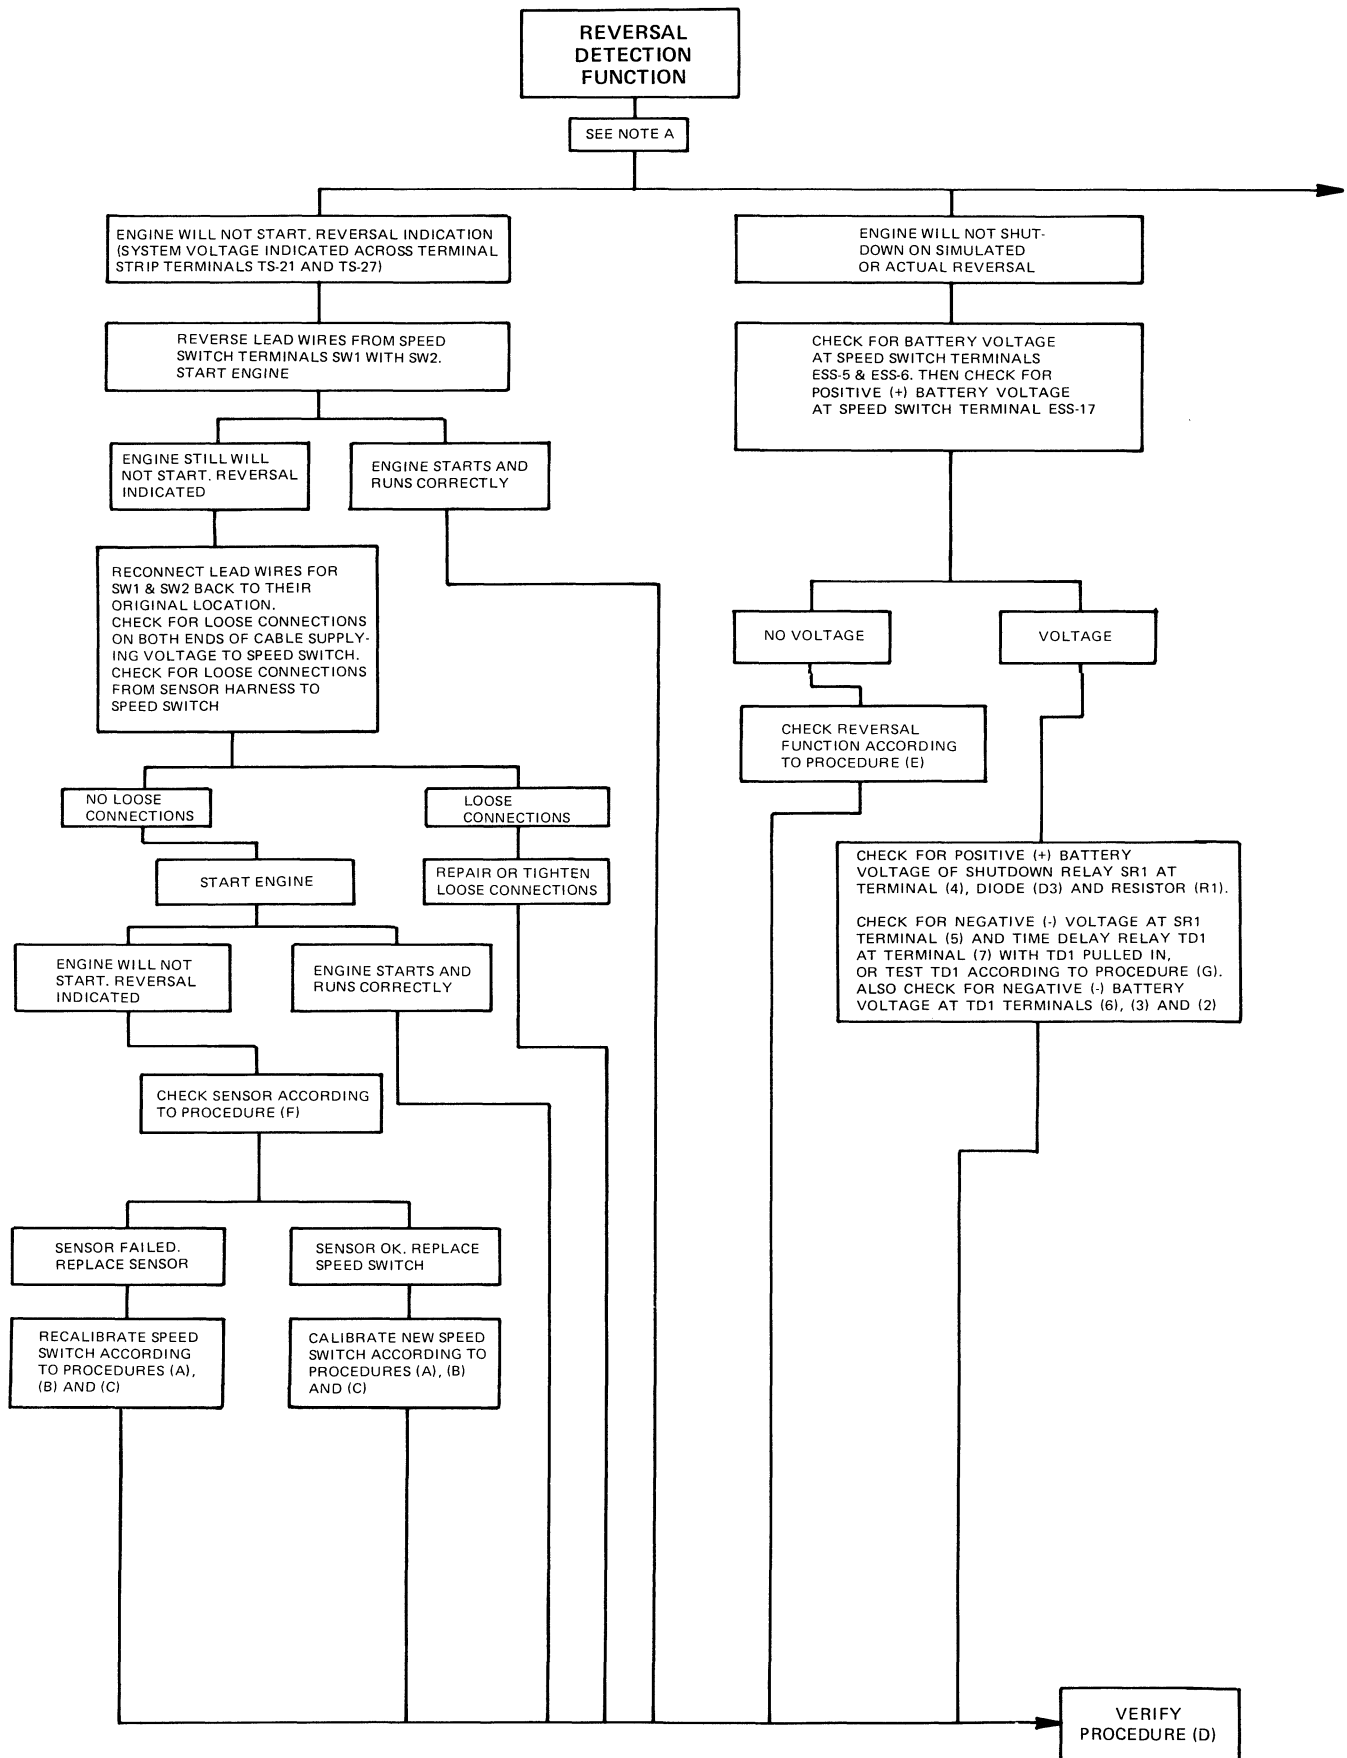 REVERSAL
DETECTION
FUNCTION
SEE NOTE A
ENGINE WILL NOT START. REVERSAL INDICATION
(SYSTEM VOLTAGE INDICATED ACROSS TERMINAL
STRIP TERMINALS TS-21 AND TS-27)
REVERSE LEAD WIRES FROM SPEED
SWITCH TERMINALS SW1 WITH SW2.
START ENGINE
ENGINE STILL WILL
NOT START. REVERSAL
INDICATED
ENGINE STARTS AND
RUNS CORRECTLY
RECONNECT LEAD WIRES FOR
SW1 & SW2 BACK TO THEIR
ORIGINAL LOCATION.
CHECK FOR LOOSE CONNECTIONS
ON BOTH ENDS OF CABLE SUPPLY-
ING VOLTAGE TO SPEED SWITCH.
CHECK FOR LOOSE CONNECTIONS
FROM SENSOR HARNESS TO
SPEED SWITCH
NO LOOSE
CONNECTIONS
LOOSE
CONNECTIONS
START ENGINE
REPAIR OR TIGHTEN
LOOSE CONNECTIONS
ENGINE WILL NOT
START. REVERSAL
INDICATED
ENGINE STARTS AND
RUNS CORRECTLY
CHECK SENSOR ACCORDING
TO PROCEDURE (F)
SENSOR FAILED.
REPLACE SENSOR
SENSOR OK. REPLACE
SPEED SWITCH
RECALIBRATE SPEED
SWITCH ACCORDING
TO PROCEDURES (A),
(B) AND (C)
CALIBRATE NEW SPEED
SWITCH ACCORDING TO
PROCEDURES (A), (B)
AND (C)
ENGINE WILL NOT SHUT-
DOWN ON SIMULATED
OR ACTUAL REVERSAL
CHECK FOR BATTERY VOLTAGE
AT SPEED SWITCH TERMINALS
ESS-5 & ESS-6. THEN CHECK FOR
POSITIVE (+) BATTERY VOLTAGE
AT SPEED SWITCH TERMINAL ESS-17
NO VOLTAGE
VOLTAGE
CHECK REVERSAL
FUNCTION ACCORDING
TO PROCEDURE (E)
CHECK FOR POSITIVE (+) BATTERY
VOLTAGE OF SHUTDOWN RELAY SR1 AT
TERMINAL (4), DIODE (D3) AND RESISTOR (R1).
CHECK FOR NEGATIVE (-) VOLTAGE AT SR1
TERMINAL (5) AND TIME DELAY RELAY TD1
AT TERMINAL (7) WITH TD1 PULLED IN,
OR TEST TD1 ACCORDING TO PROCEDURE (G).
ALSO CHECK FOR NEGATIVE (-) BATTERY
VOLTAGE AT TD1 TERMINALS (6), (3) AND (2)
VERIFY
PROCEDURE (D)